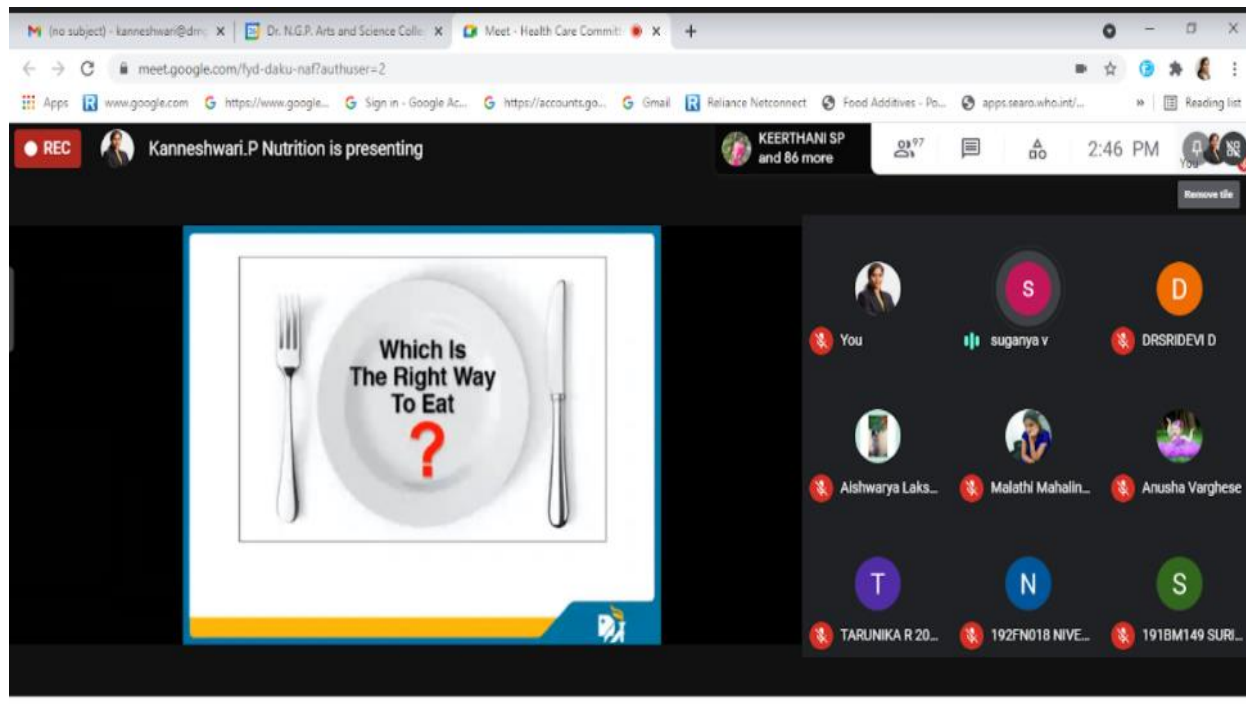 (no subject) - kanneshwari@drng
Dr. N.G.P. Arts and Science Colle
Meet - Health Care Committ
meet.google.com/fyd-daku-naf?authuser=2
Apps www.google.com https://www.google... Sign in - Google Ac... https://accounts.go... Gmail Reliance Netconnect Food Additives - Po... apps.searo.who.int/... » Reading list
REC Kanneshwari.P Nutrition is presenting
KEERTHANI SP
and 86 more
97
2:46 PM
You
Remove tile
Which Is
The Right Way
To Eat
?
You suganya v DRSRIDEVI D
Aishwarya Laks... Malathi Mahalin... Anusha Varghese
TARUNIKA R 20... 192FN018 NIVE... 191BM149 SURI...
S D
T N S